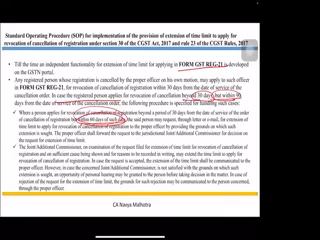 Standard Operating Procedure (SOP) for implementation of the provision of extension of time limit to apply for
revocation of cancellation of registration under section 30 of the CGST Act, 2017 and rule 23 of the CGST Rules, 2017
Till the time an independent functionality for extension of time limit for applying in FORM GST REG-21 is developed
on the GSTN portal.
Any registered person whose registration is cancelled by the proper officer on his own motion, may apply to such officer
in FORM GST REG-21, for revocation of cancellation of registration within 30 days from the date of service of the
cancellation order. In case the registered person applies for revocation of cancellation beyond 30 days, but within 90
days from the date of service of the cancellation order, the following procedure is specified for handling such cases:
Where a person applies for revocation of cancellation of registration beyond a period of 30 days from the date of service of the order
of cancellation of registration but within 60 days of such date, the said person may request, through letter or e-mail, for extension of
time limit to apply for revocation of cancellation of registration to the proper officer by providing the grounds on which such
extension is sought. The proper officer shall forward the request to the jurisdictional Joint/Additional Commissioner for decision on
the request for extension of time limit.
The Joint/Additional Commissioner, on examination of the request filed for extension of time limit for revocation of cancellation of
registration and on sufficient cause being shown and for reasons to be recorded in writing, may extend the time limit to apply for
revocation of cancellation of registration. In case the request is accepted, the extension of the time limit shall be communicated to the
proper officer. However, in case the concerned Joint/Additional Commissioner, is not satisfied with the grounds on which such
extension is sought, an opportunity of personal hearing may be granted to the person before taking decision in the matter. In case of
rejection of the request for the extension of time limit, the grounds for such rejection may be communicated to the person concerned,
through the proper officer.
CA Navya Malhotra